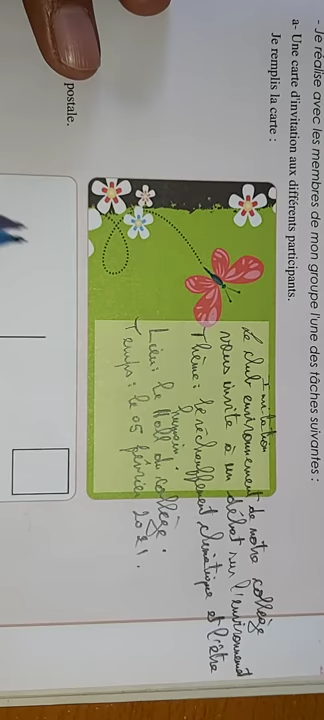 - Je réalise avec les membres de mon groupe l'une des tâches suivantes :
a- Une carte d'invitation aux différents participants.
Je remplis la carte :
Invitation
Le club environnement de notre collège
vous invite à un débat sur l'environnement
Thème : le réchauffement climatique et l'être
humain.
Lieu : Le Hall du collège.
Temps : le 05 février 2021.
postale.